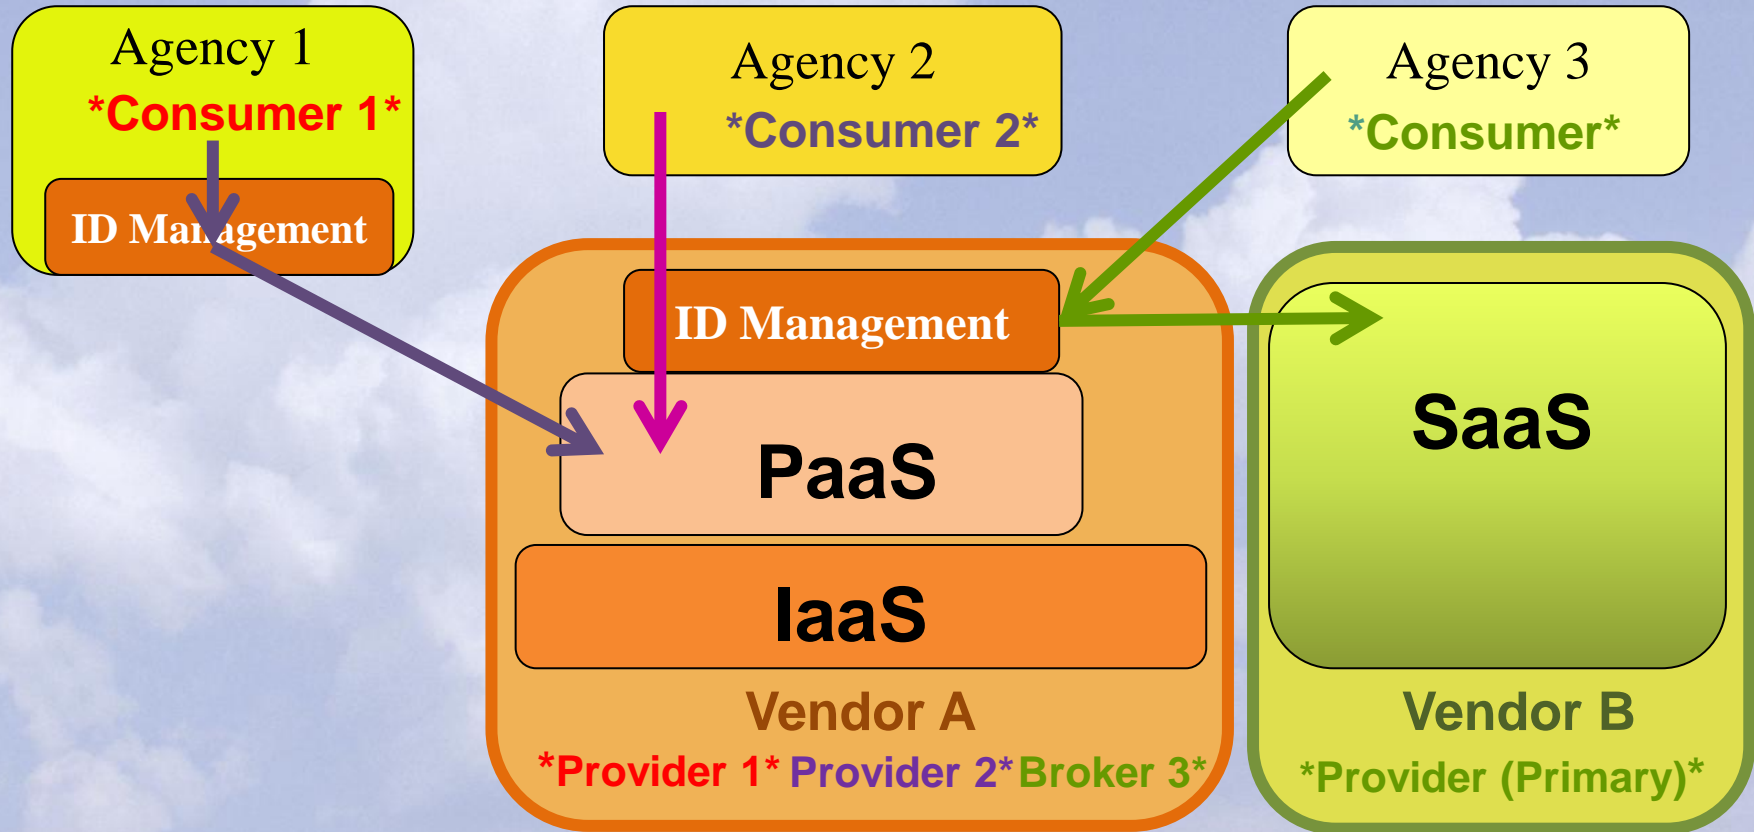 Agency 1
*Consumer 1*
ID Management
Agency 2
*Consumer 2*
Agency 3
*Consumer*
ID Management
PaaS
IaaS
Vendor A
*Provider 1* Provider 2* Broker 3*
SaaS
Vendor B
*Provider (Primary)*